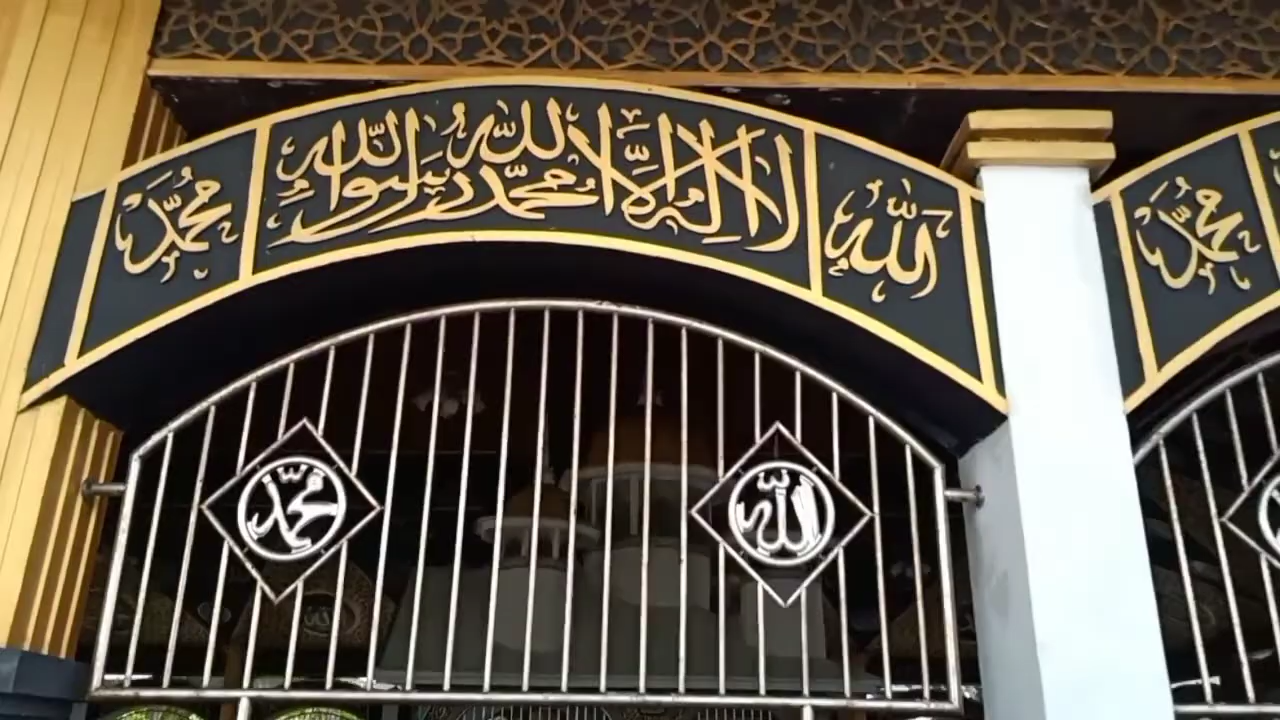 الله
لا إله إلا الله محمد رسول الله
محمد
محمد
الله
محمد